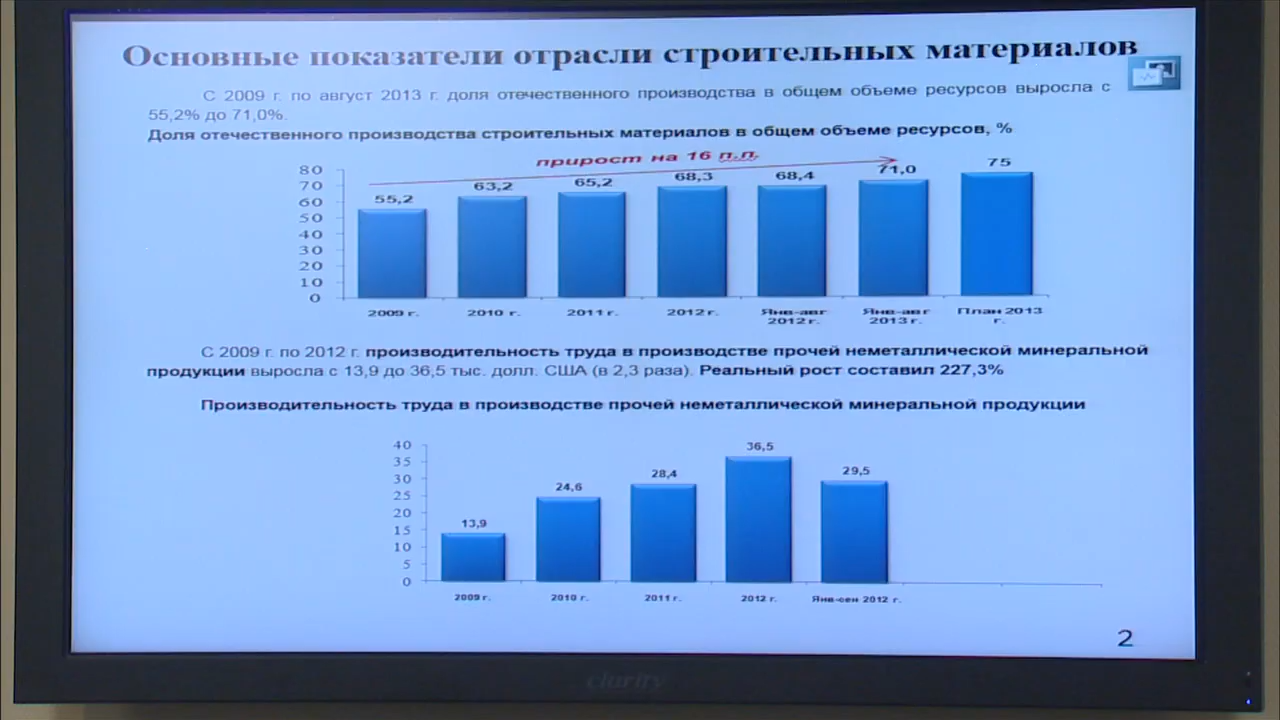 Основные показатели отрасли строительных материалов
С 2009 г. по август 2013 г. доля отечественного производства в общем объеме ресурсов выросла с
55,2% до 71,0%.
Доля отечественного производства строительных материалов в общем объеме ресурсов, %
прирост на 16 п.п.
80
70
60
50
40
30
20
10
0
55,2
63,2
65,2
68,3
68,4
71,0
75
2009 г.
2010 г.
2011 г.
2012 г.
Янв-авг
2012 г.
Янв-авг
2013 г.
План 2013
г.
С 2009 г. по 2012 г. производительность труда в производстве прочей неметаллической минеральной
продукции выросла с 13,9 до 36,5 тыс. долл. США (в 2,3 раза). Реальный рост составил 227,3%
Производительность труда в производстве прочей неметаллической минеральной продукции
40
35
30
25
20
15
10
5
0
13,9
24,6
28,4
36,5
29,5
2009 г.
2010 г.
2011 г.
2012 г.
Янв-сен 2012 г.
2
clarity